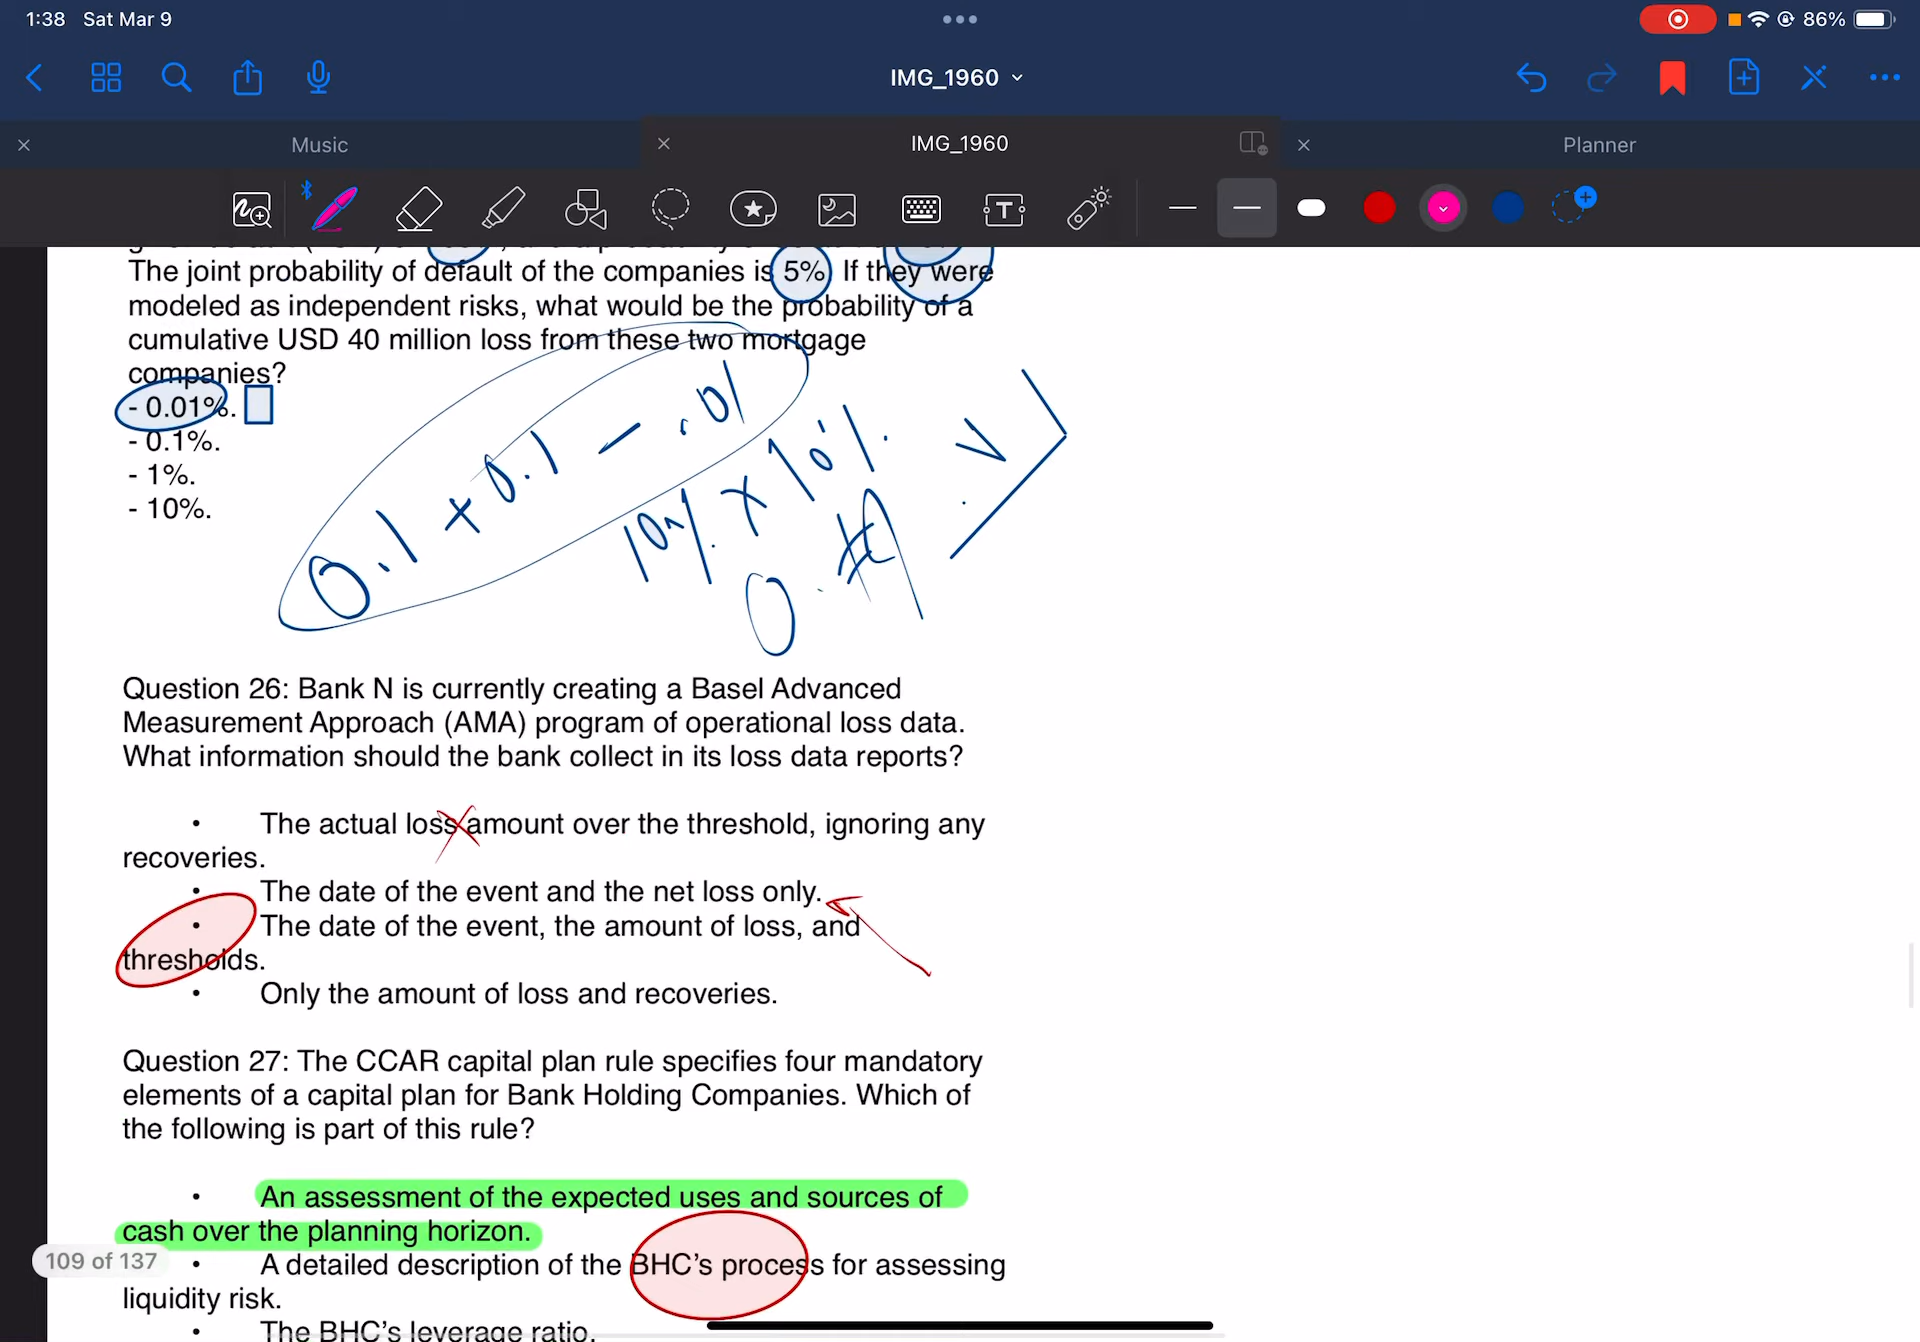 1:38 Sat Mar 9
86%
IMG_1960
Music
IMG_1960
Planner
The joint probability of default of the companies is 5%. If they were
modeled as independent risks, what would be the probability of a
cumulative USD 40 million loss from these two mortgage
companies?
- 0.01%.
- 0.1%.
- 1%.
- 10%.
0.1 + 0.1 - .01
10% x 10%.
Question 26: Bank N is currently creating a Basel Advanced
Measurement Approach (AMA) program of operational loss data.
What information should the bank collect in its loss data reports?
• The actual loss amount over the threshold, ignoring any
recoveries.
• The date of the event and the net loss only.
• The date of the event, the amount of loss, and
thresholds.
• Only the amount of loss and recoveries.
Question 27: The CCAR capital plan rule specifies four mandatory
elements of a capital plan for Bank Holding Companies. Which of
the following is part of this rule?
• An assessment of the expected uses and sources of
cash over the planning horizon.
109 of 137
• A detailed description of the BHC's process for assessing
liquidity risk.
• The BHC's leverage ratio.